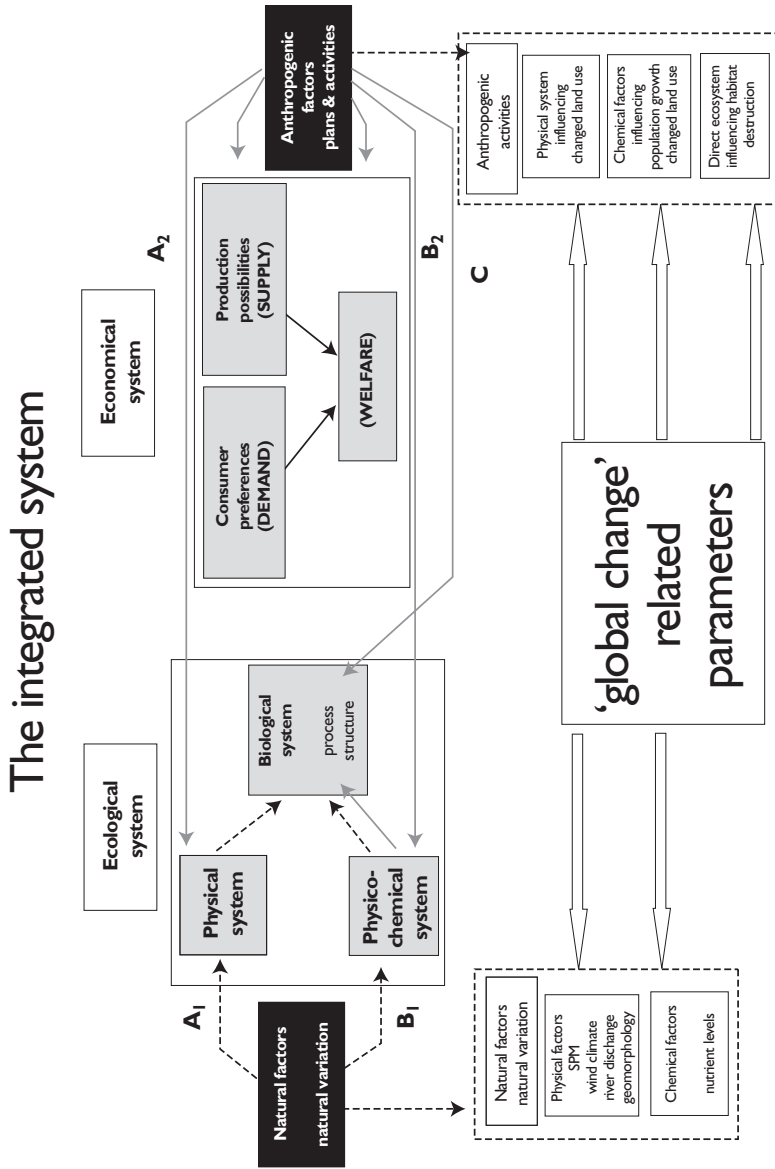 The integrated system
Ecological
system
Economical
system
A1
A2
Natural factors
natural variation
Physical
system
Physico-
chemical
system
Biological
system
process
structure
Consumer
preferences
(DEMAND)
Production
possibilities
(SUPPLY)
(WELFARE)
Anthropogenic
factors
plans & activities
B1
B2
C
Natural factors
natural variation
Physical factors
SPM
wind climate
river discharge
geomorphology
Chemical factors
nutrient levels
‘global change’
related
parameters
Anthropogenic
activities
Physical system
influencing
changed land use
Chemical factors
influencing
population growth
changed land use
Direct ecosystem
influencing habitat
destruction